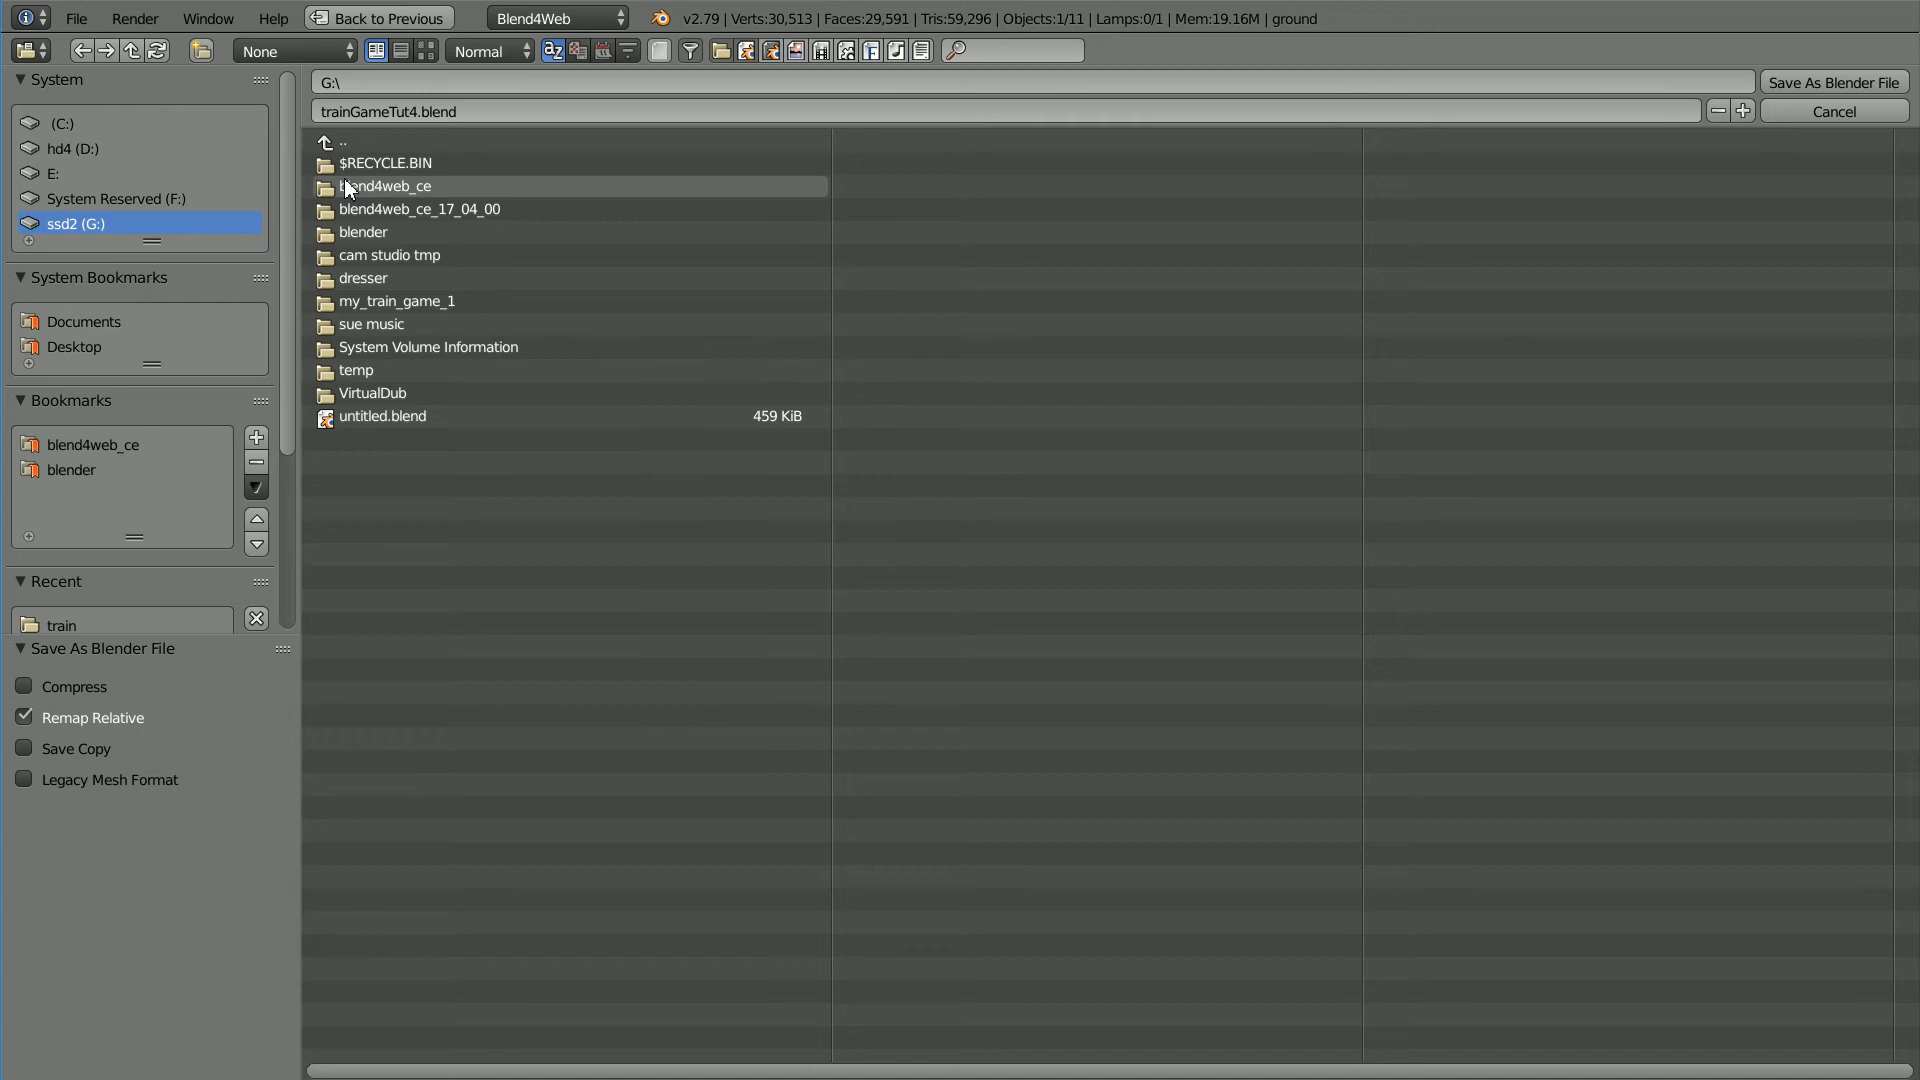 File Render Window Help Back to Previous Blend4Web v2.79 | Verts:30,513 | Faces:29,591 | Tris:59,296 | Objects:1/11 | Lamps:0/1 | Mem:19.16M | ground
None Normal
System
(C:)
hd4 (D:)
E:
System Reserved (F:)
ssd2 (G:)
System Bookmarks
Documents
Desktop
Bookmarks
blend4web_ce
blender
Recent
train
Save As Blender File
Compress
Remap Relative
Save Copy
Legacy Mesh Format
G:\ Save As Blender File
trainGameTut4.blend Cancel
..
$RECYCLE.BIN
blend4web_ce
blend4web_ce_17_04_00
blender
cam studio tmp
dresser
my_train_game_1
sue music
System Volume Information
temp
VirtualDub
untitled.blend 459 KiB